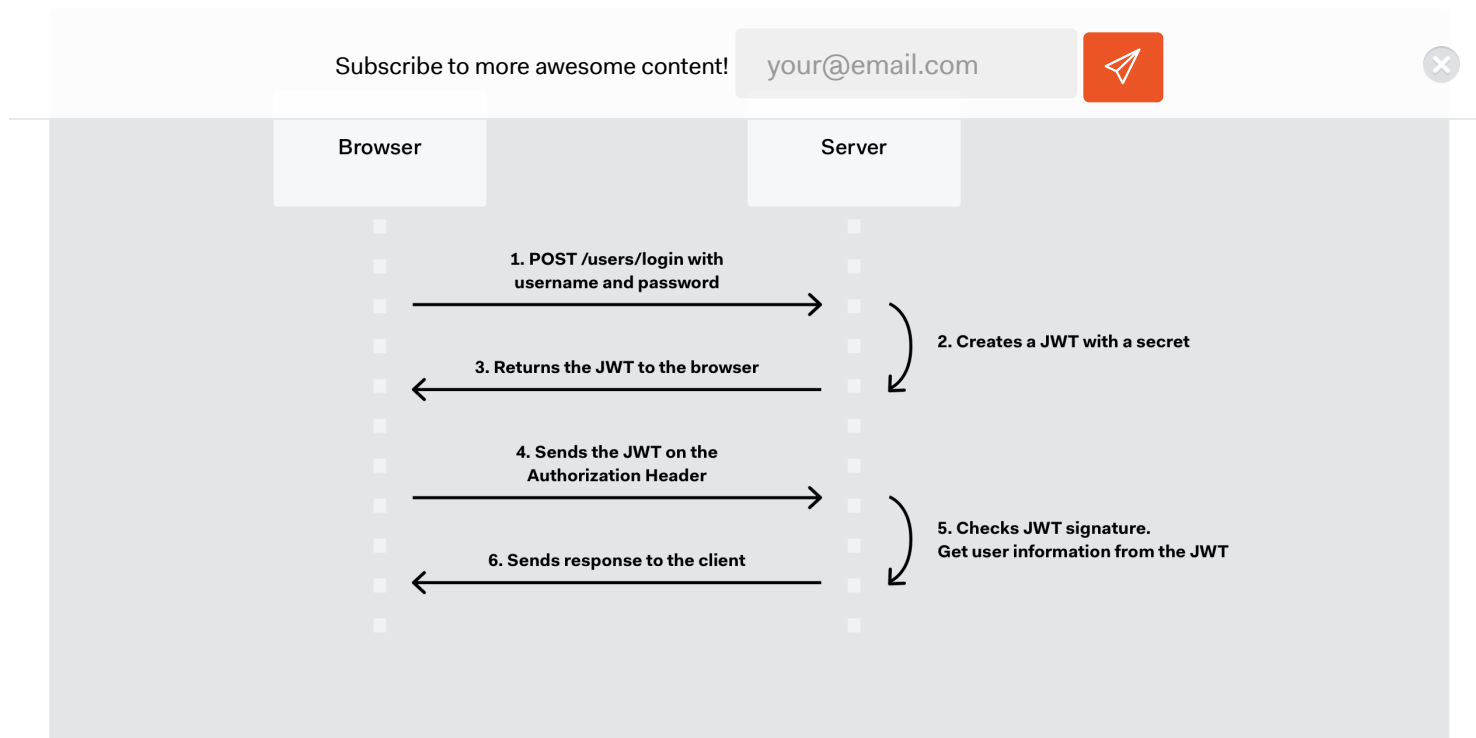 Subscribe to more awesome content!
your@email.com
Browser
Server
1. POST /users/login with
username and password
2. Creates a JWT with a secret
3. Returns the JWT to the browser
4. Sends the JWT on the
Authorization Header
5. Checks JWT signature.
Get user information from the JWT
6. Sends response to the client